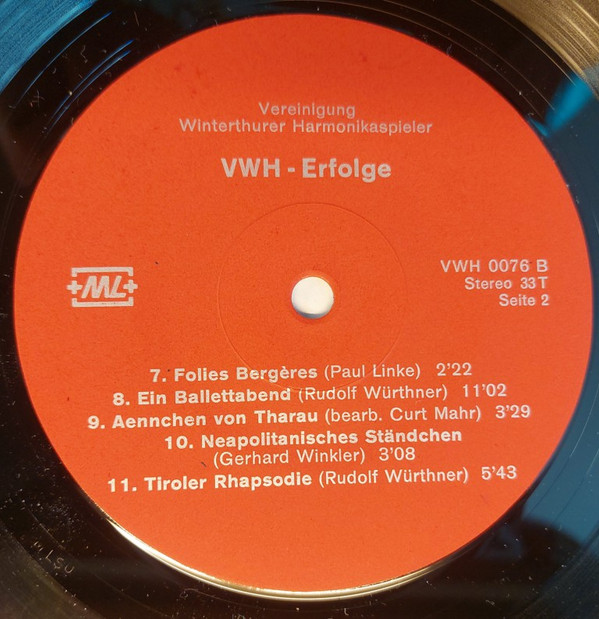 Vereinigung
Winterthurer Harmonikaspieler
VWH - Erfolge
+ML+
VWH 0076 B
Stereo 33 T
Seite 2
7. Folies Bergères (Paul Linke) 2'22
8. Ein Ballettabend (Rudolf Würthner) 11'02
9. Aennchen von Tharau (bearb. Curt Mahr) 3'29
10. Neapolitanisches Ständchen
(Gerhard Winkler) 3'08
11. Tiroler Rhapsodie (Rudolf Würthner) 5'43